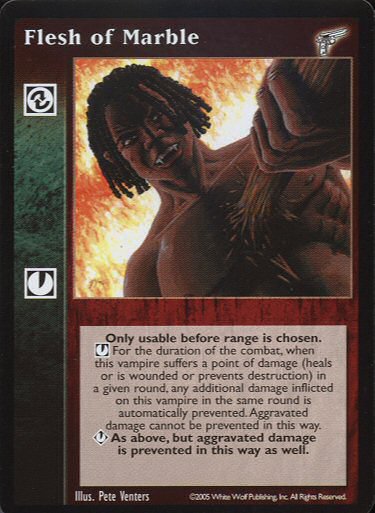 Flesh of Marble
Only usable before range is chosen.
For the duration of the combat, when
this vampire suffers a point of damage (heals
or is wounded or prevents destruction) in
a given round, any additional damage inflicted
on this vampire in the same round is
automatically prevented. Aggravated
damage cannot be prevented in this way.
As above, but aggravated damage
is prevented in this way as well.
Illus. Pete Venters
©2005 White Wolf Publishing, Inc. All Rights Reserved.